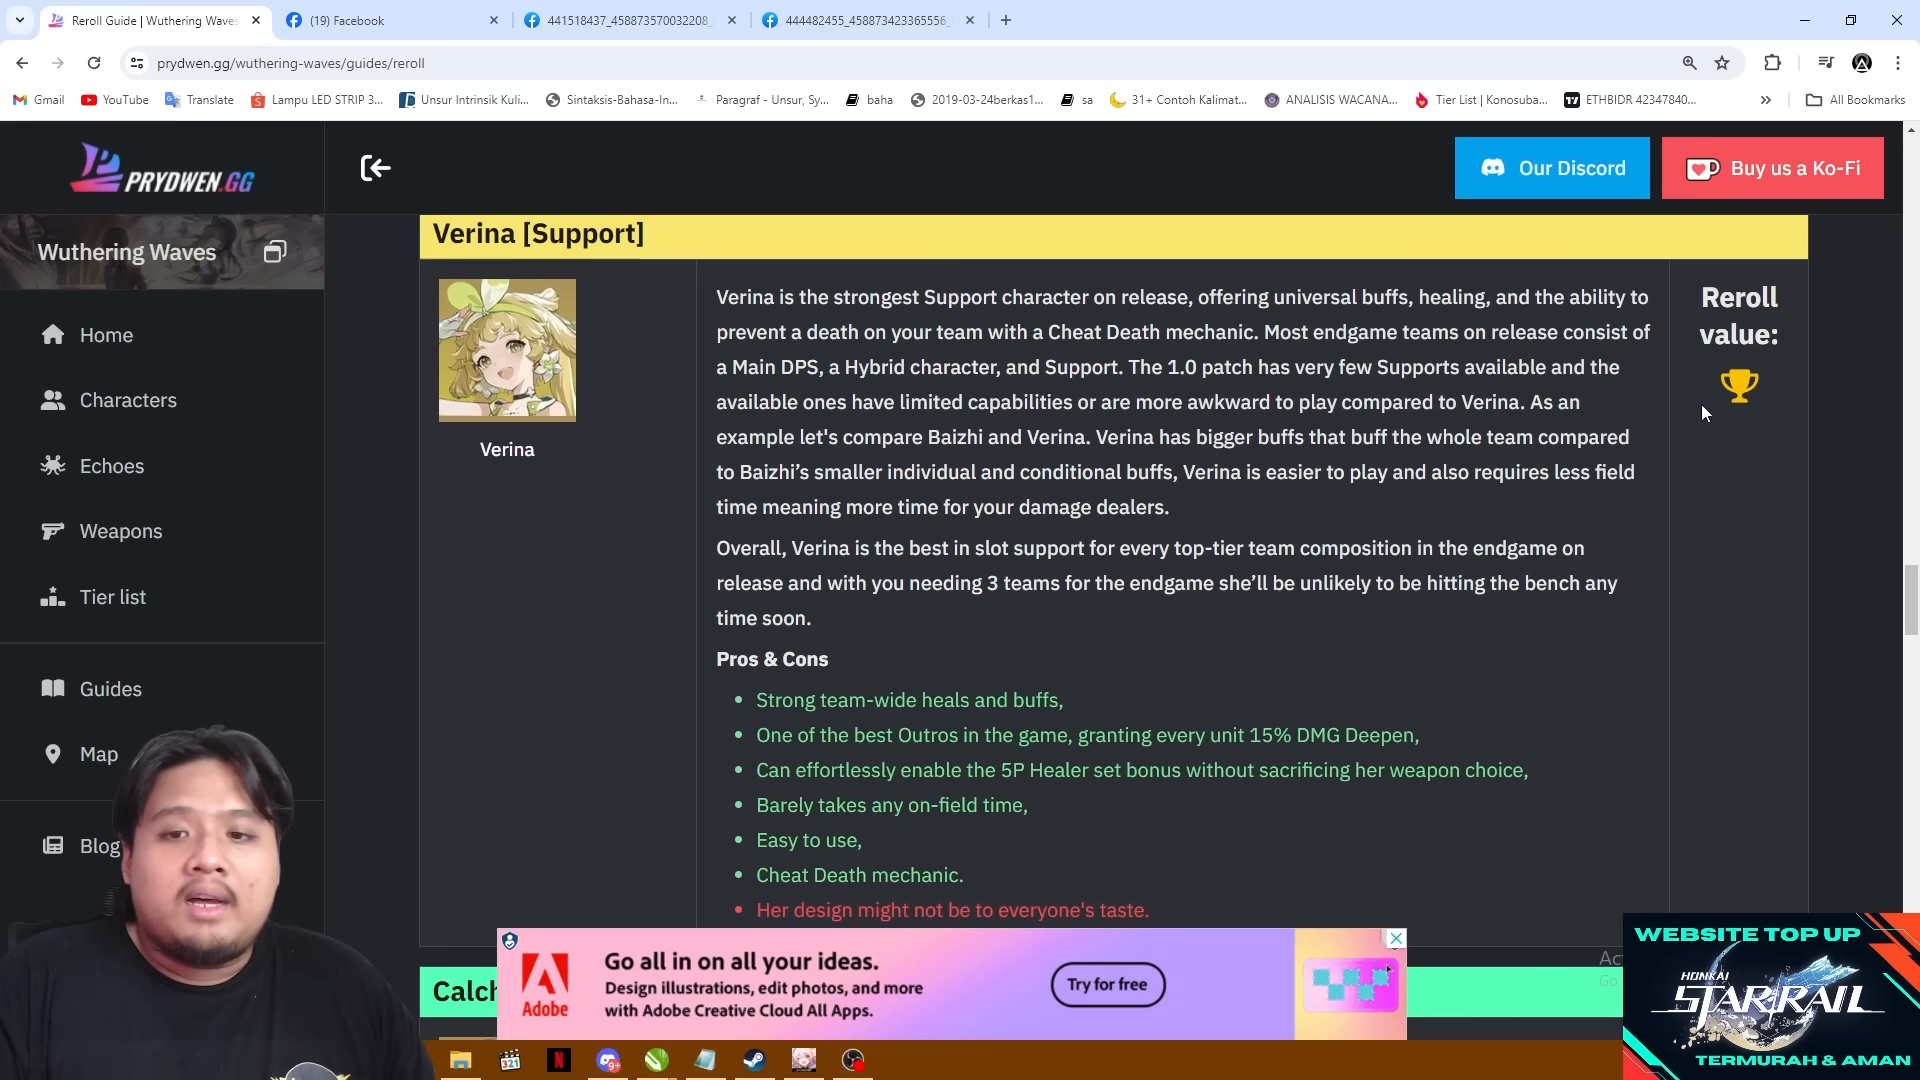 Reroll Guide | Wuthering Waves
(19) Facebook
441518437_458873570032208_
444482455_458873423365556_
prydwen.gg/wuthering-waves/guides/reroll
Gmail
YouTube
Translate
Lampu LED STRIP 3...
Unsur Intrinsik Kuli...
Sintaksis-Bahasa-In...
Paragraf - Unsur, Sy...
baha
2019-03-24berkas1...
sa
31+ Contoh Kalimat...
ANALISIS WACANA...
Tier List | Konosuba...
ETHBIDR 42347840...
All Bookmarks
PRYDWEN.GG
Our Discord
Buy us a Ko-Fi
Wuthering Waves
Home
Characters
Echoes
Weapons
Tier list
Guides
Map
Blog
Verina [Support]
Verina
Verina is the strongest Support character on release, offering universal buffs, healing, and the ability to
prevent a death on your team with a Cheat Death mechanic. Most endgame teams on release consist of
a Main DPS, a Hybrid character, and Support. The 1.0 patch has very few Supports available and the
available ones have limited capabilities or are more awkward to play compared to Verina. As an
example let's compare Baizhi and Verina. Verina has bigger buffs that buff the whole team compared
to Baizhi’s smaller individual and conditional buffs, Verina is easier to play and also requires less field
time meaning more time for your damage dealers.
Overall, Verina is the best in slot support for every top-tier team composition in the endgame on
release and with you needing 3 teams for the endgame she’ll be unlikely to be hitting the bench any
time soon.
Pros & Cons
• Strong team-wide heals and buffs,
• One of the best Outros in the game, granting every unit 15% DMG Deepen,
• Can effortlessly enable the 5P Healer set bonus without sacrificing her weapon choice,
• Barely takes any on-field time,
• Easy to use,
• Cheat Death mechanic.
• Her design might not be to everyone's taste.
Reroll
value:
Calch
Adobe
Go all in on all your ideas.
Design illustrations, edit photos, and more
with Adobe Creative Cloud All Apps.
Try for free
WEBSITE TOP UP
HONKAI
STAR RAIL
TERMURAH & AMAN